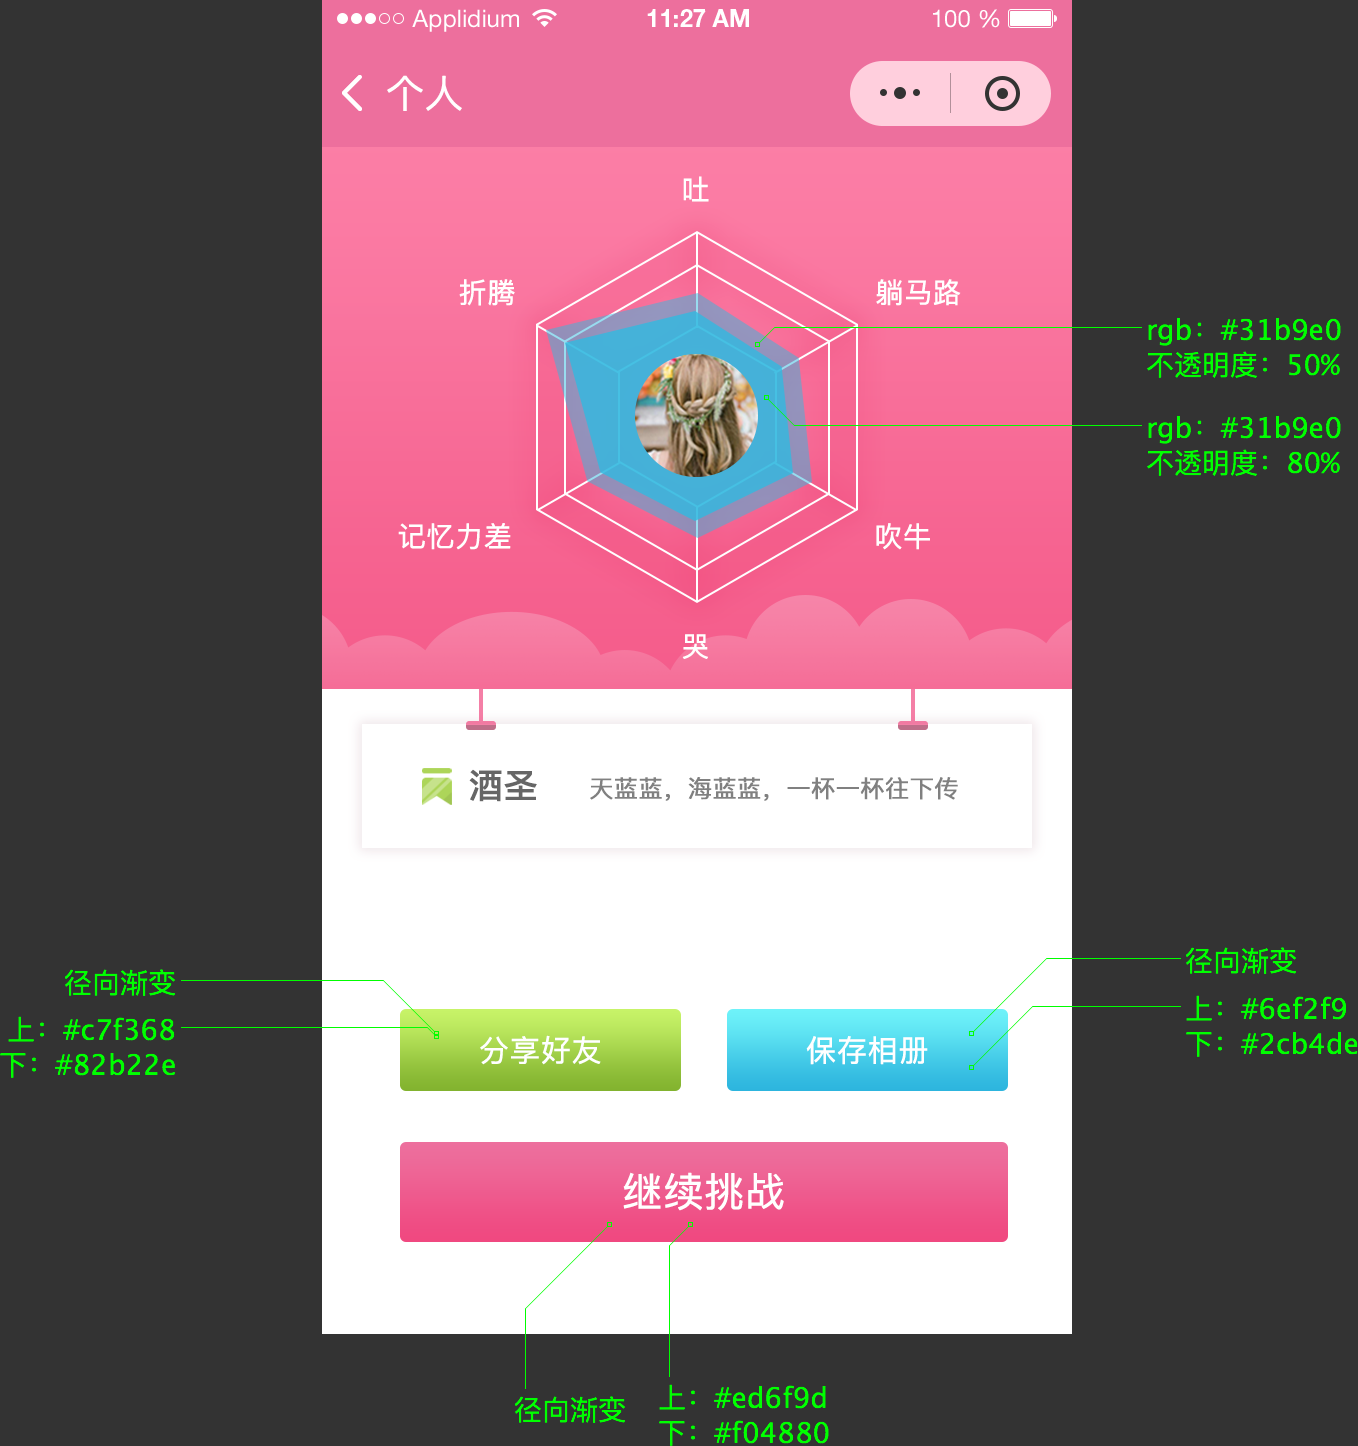 Applidium
11:27 AM
100 %
个人
吐
折腾
躺马路
rgb：#31b9e0
不透明度：50%
rgb：#31b9e0
不透明度：80%
记忆力差
吹牛
哭
酒圣
天蓝蓝，海蓝蓝，一杯一杯往下传
径向渐变
上：#c7f368
下：#82b22e
径向渐变
上：#6ef2f9
下：#2cb4de
分享好友
保存相册
继续挑战
径向渐变
上：#ed6f9d
下：#f04880